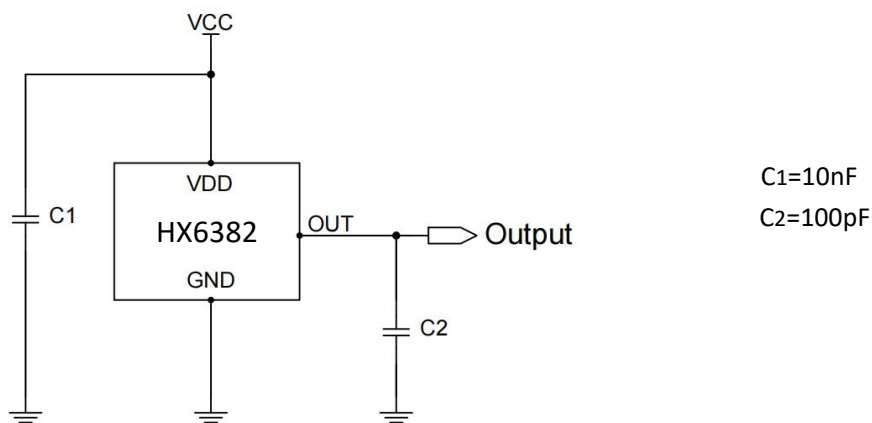 VCC
VDD
C1
HX6382
OUT
Output
GND
C2
C1=10nF
C2=100pF